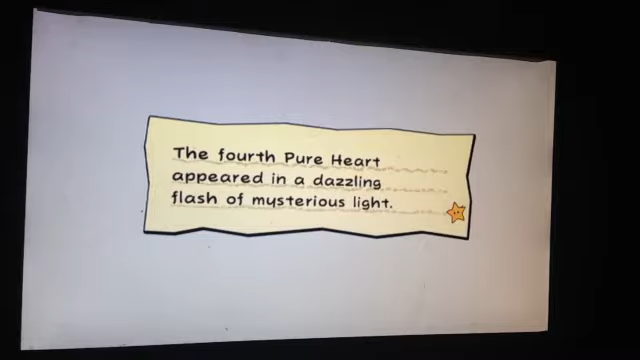 The fourth Pure Heart
appeared in a dazzling
flash of mysterious light.